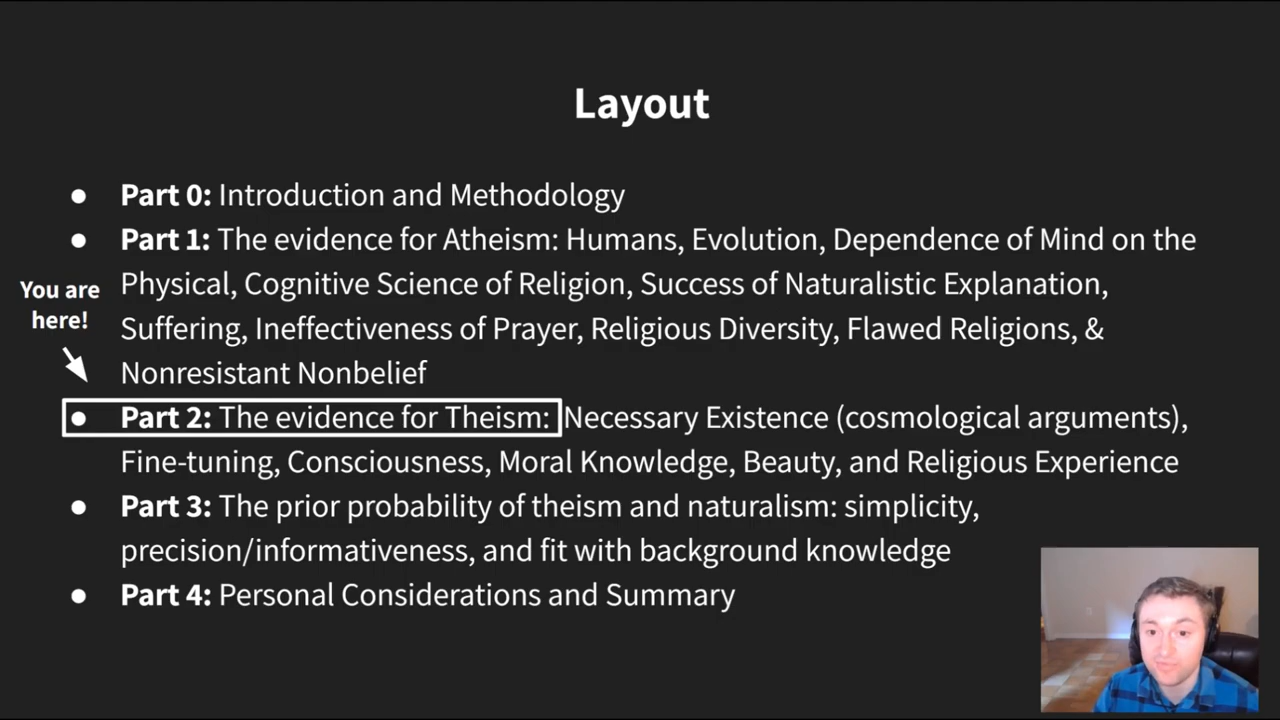 Layout
● Part 0: Introduction and Methodology
● Part 1: The evidence for Atheism: Humans, Evolution, Dependence of Mind on the
Physical, Cognitive Science of Religion, Success of Naturalistic Explanation,
Suffering, Ineffectiveness of Prayer, Religious Diversity, Flawed Religions, &
Nonresistant Nonbelief
You are
here!
● Part 2: The evidence for Theism: Necessary Existence (cosmological arguments),
Fine-tuning, Consciousness, Moral Knowledge, Beauty, and Religious Experience
● Part 3: The prior probability of theism and naturalism: simplicity,
precision/informativeness, and fit with background knowledge
● Part 4: Personal Considerations and Summary